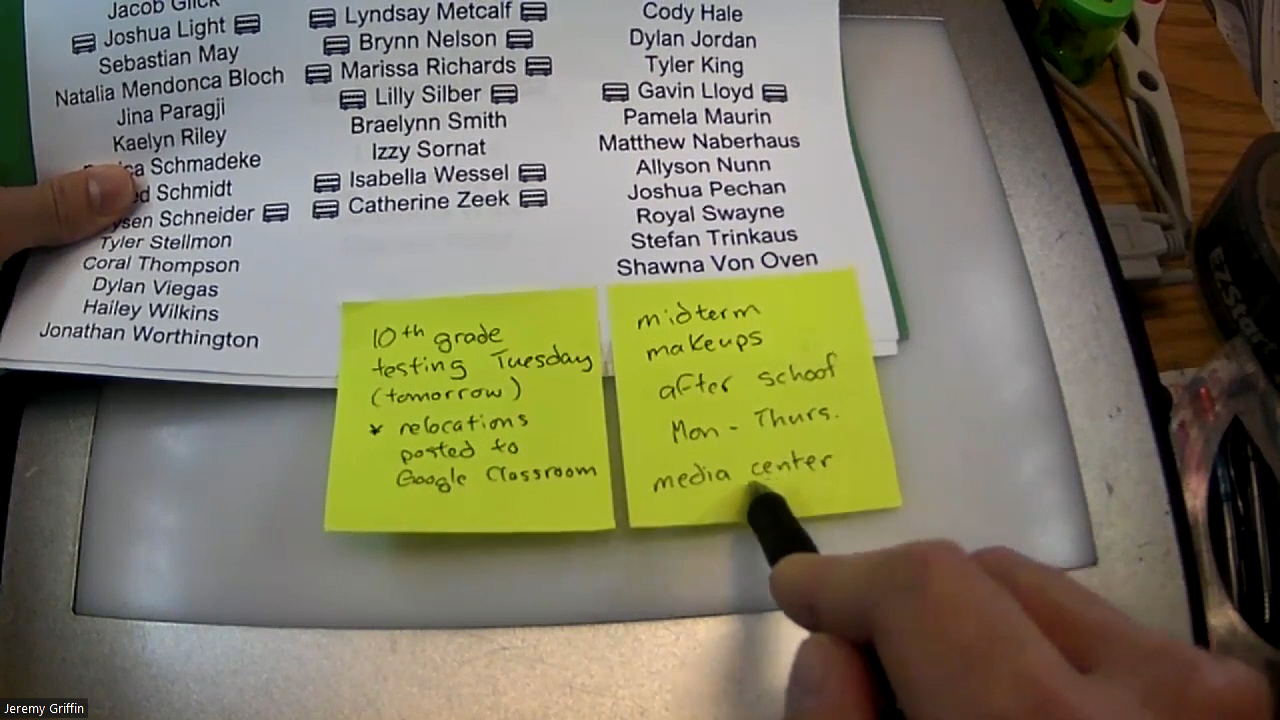 Jacob Glick
Joshua Light
Sebastian May
Natalia Mendonca Bloch
Jina Paragji
Kaelyn Riley
Schmadeke
Schmidt
Schneider
Tyler Stellmon
Coral Thompson
Dylan Viegas
Hailey Wilkins
Jonathan Worthington
Lyndsay Metcalf
Brynn Nelson
Marissa Richards
Lilly Silber
Braelynn Smith
Izzy Sornat
Isabella Wessel
Catherine Zeek
Cody Hale
Dylan Jordan
Tyler King
Gavin Lloyd
Pamela Maurin
Matthew Naberhaus
Allyson Nunn
Joshua Pechan
Royal Swayne
Stefan Trinkaus
Shawna Von Oven
10th grade
testing Tuesday
(tomorrow)
* relocations
posted to
Google Classroom
midterm
makeups
after school
Mon - Thurs.
media center
Jeremy Griffin